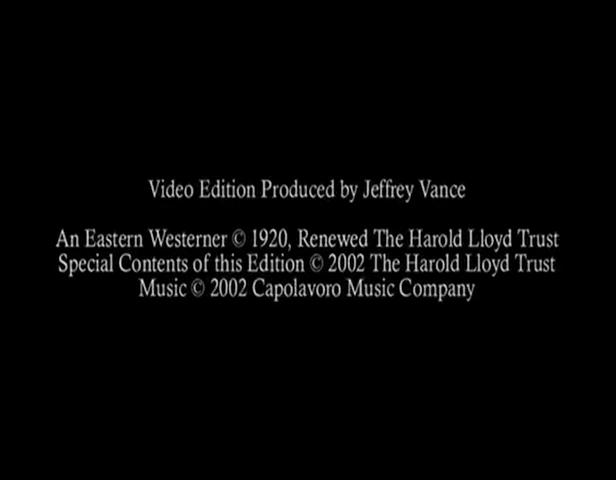 Video Edition Produced by Jeffrey Vance
An Eastern Westerner © 1920, Renewed The Harold Lloyd Trust
Special Contents of this Edition © 2002 The Harold Lloyd Trust
Music © 2002 Capolavoro Music Company